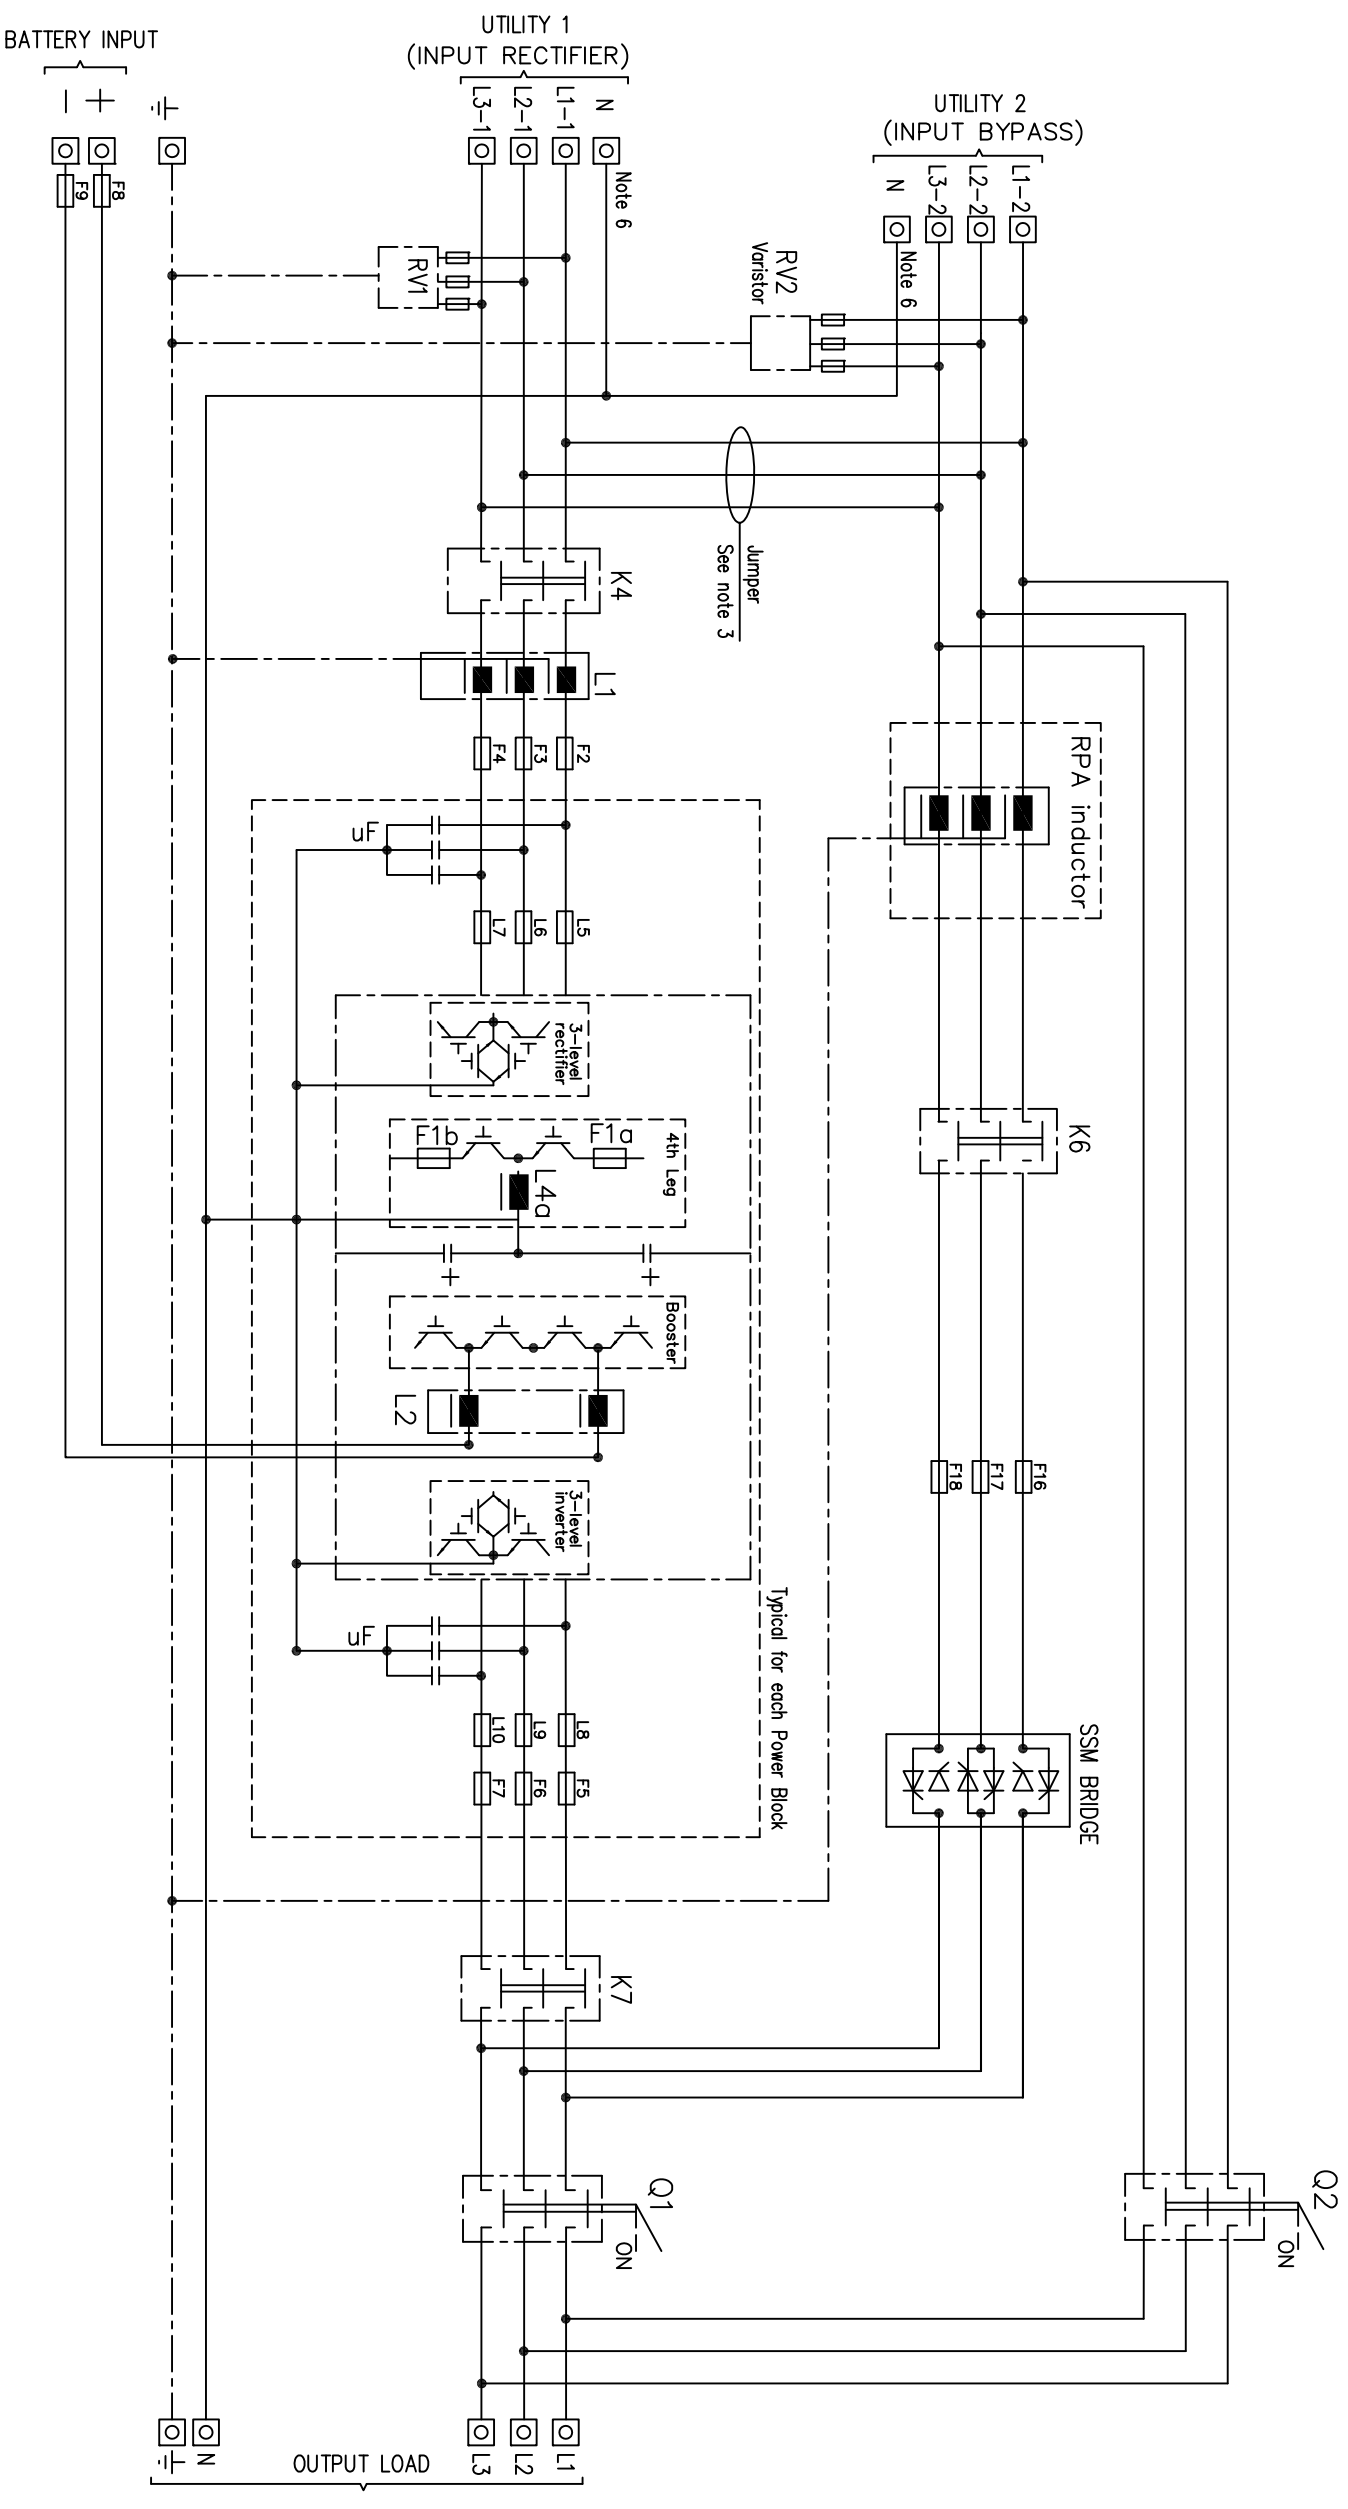 UTILITY 1
(INPUT RECTIFIER)
BATTERY INPUT
− +
L3-1
L2-1
L1-1
N
Note 6
F9
F8
UTILITY 2
(INPUT BYPASS)
N
L3-2
L2-2
L1-2
Note 6
RV1
RV2
Varistor
Jumper
See note 3
K4
L1
F4
F3
F2
RPA inductor
uF
L7
L6
L5
3-level
rectifier
F1b
F1a
4th Leg
L4a
K6
+
+
Booster
L2
3-level
inverter
F18
F17
F16
Typical for each Power Block
uF
L10
L9
L8
F7
F6
F5
SSM BRIDGE
K7
Q1
ON
Q2
ON
N
L3
L2
L1
OUTPUT LOAD